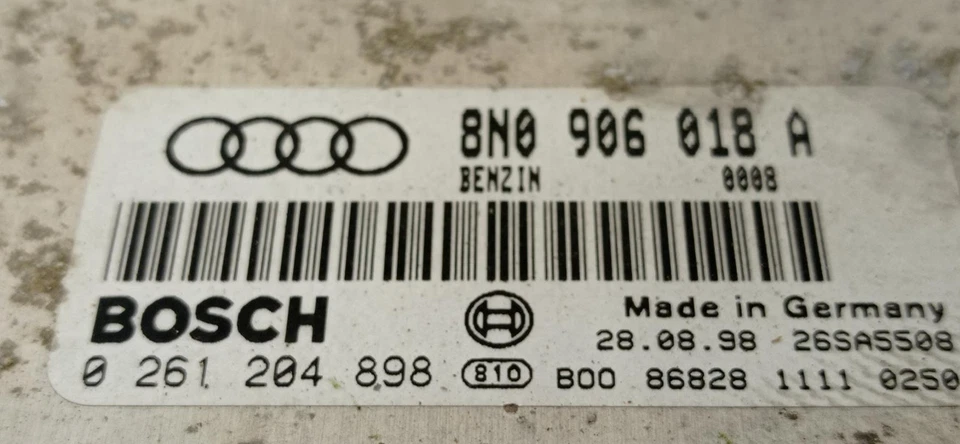 8N0 906 018 A
BENZIN 0008
BOSCH
Made in Germany
28.08.98 26SA5508
0 261 204 898 810 B00 86828 1111 0250